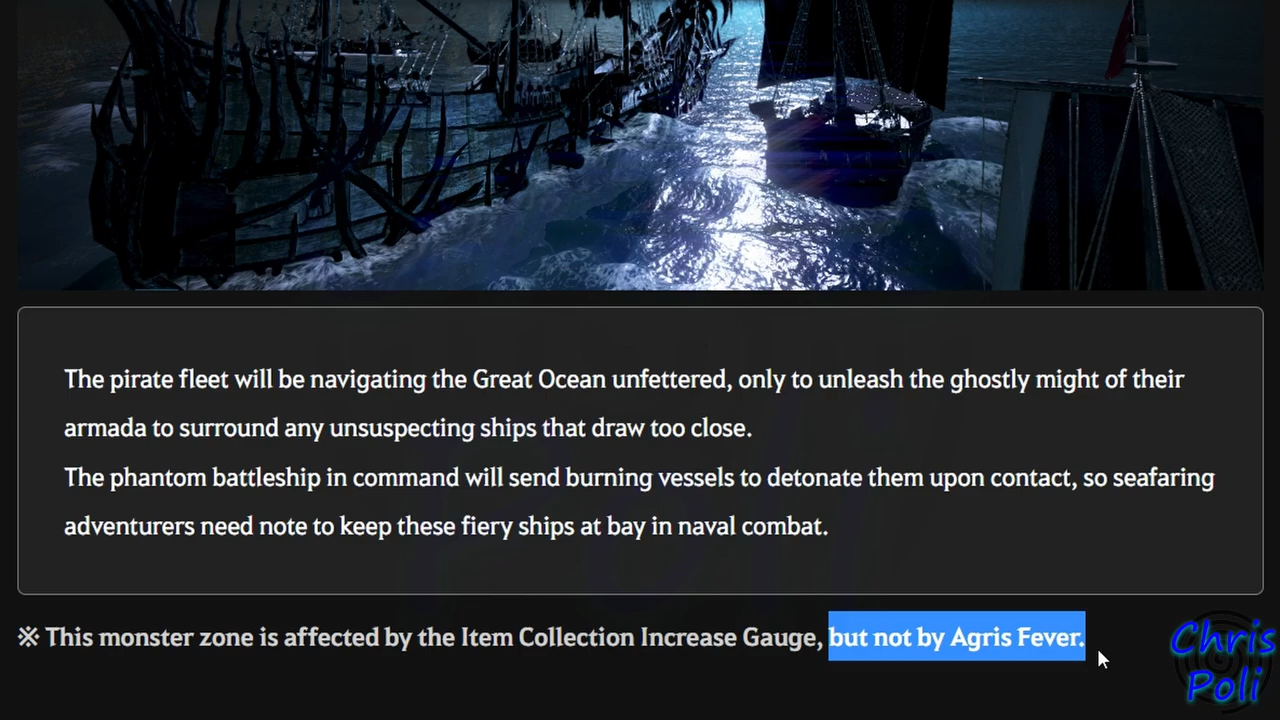 The pirate fleet will be navigating the Great Ocean unfettered, only to unleash the ghostly might of their
armada to surround any unsuspecting ships that draw too close.
The phantom battleship in command will send burning vessels to detonate them upon contact, so seafaring
adventurers need note to keep these fiery ships at bay in naval combat.
※ This monster zone is affected by the Item Collection Increase Gauge, but not by Agris Fever.
Chris
Poli